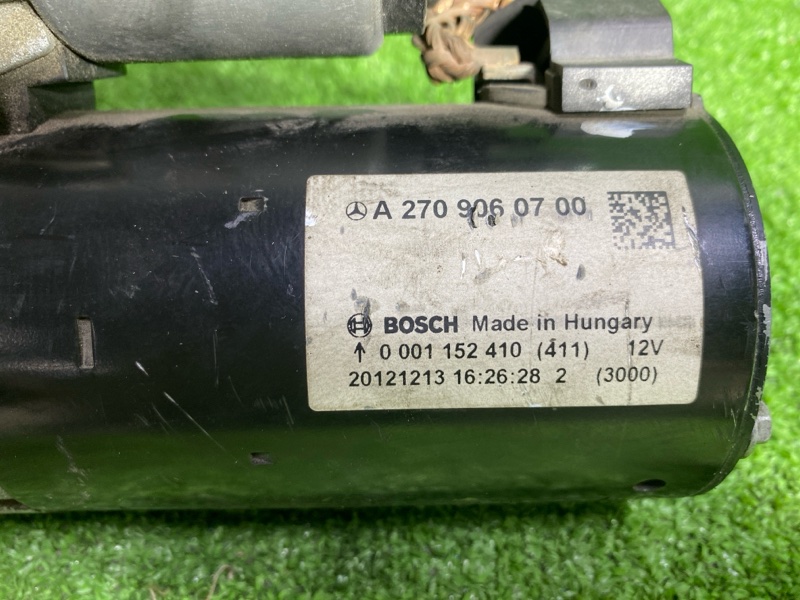 A 270 906 07 00
BOSCH Made in Hungary
↑ 0 001 152 410 (411) 12V
20121213 16:26:28 2 (3000)